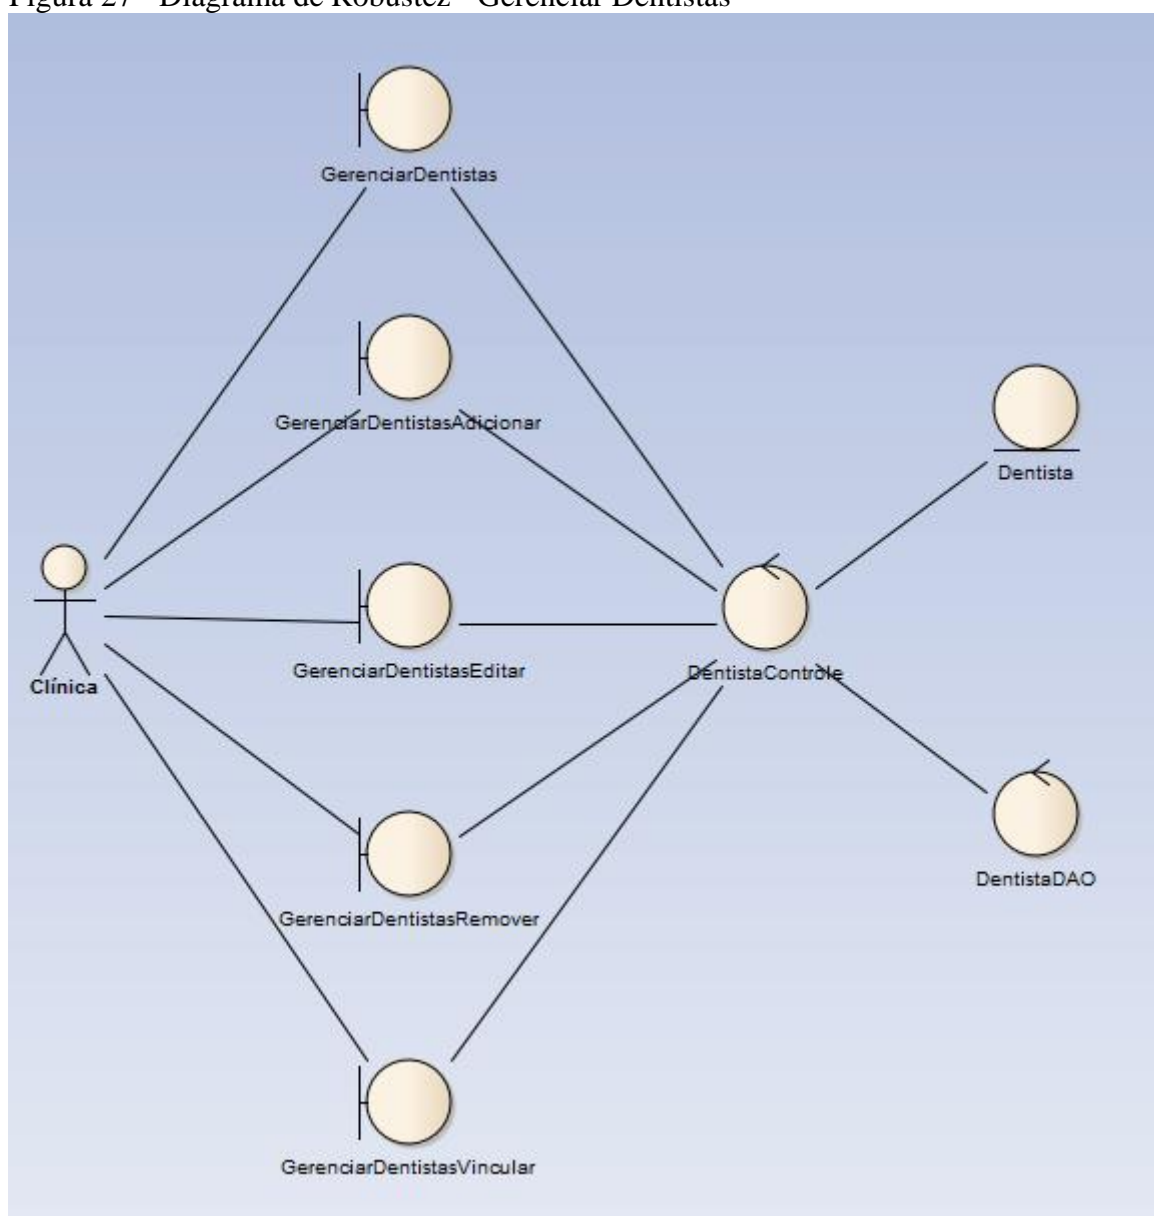 Figura 27 - Diagrama de Robustez - Gerenciar Dentistas
GerenciarDentistas
GerenciarDentistasAdicionar
Dentista
GerenciarDentistasEditar
DentistaControle
Clínica
DentistaDAO
GerenciarDentistasRemover
GerenciarDentistasVincular